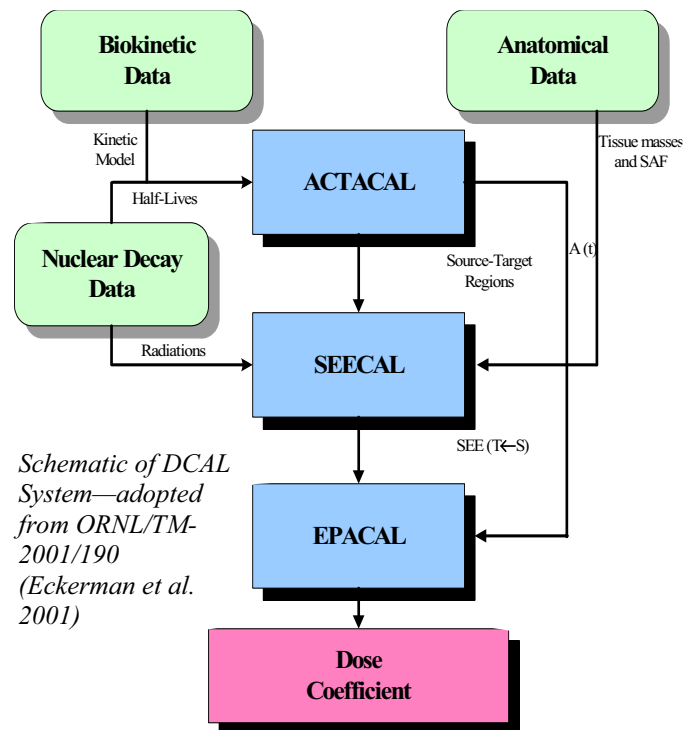 Biokinetic
Data
Anatomical
Data
Kinetic
Model
Tissue masses
and SAF
ACTACAL
Half-Lives
Nuclear Decay
Data
Source-Target
Regions
A (t)
Radiations
SEECAL
SEE (T←S)
Schematic of DCAL
System—adopted
from ORNL/TM-
2001/190
(Eckerman et al.
2001)
EPACAL
Dose
Coefficient